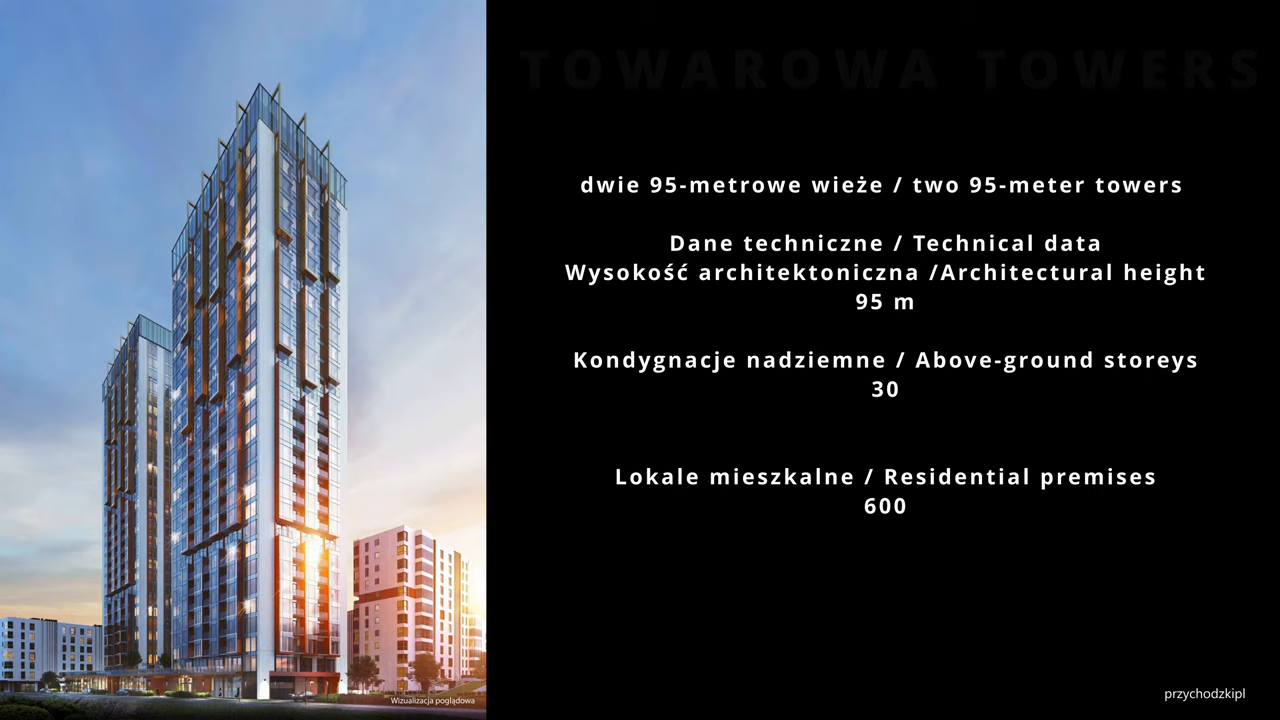 TOWAROWA TOWERS
dwie 95-metrowe wieże / two 95-meter towers
Dane techniczne / Technical data
Wysokość architektoniczna /Architectural height
95 m
Kondygnacje nadziemne / Above-ground storeys
30
Lokale mieszkalne / Residential premises
600
Wizualizacja poglądowa
przychodzkipl